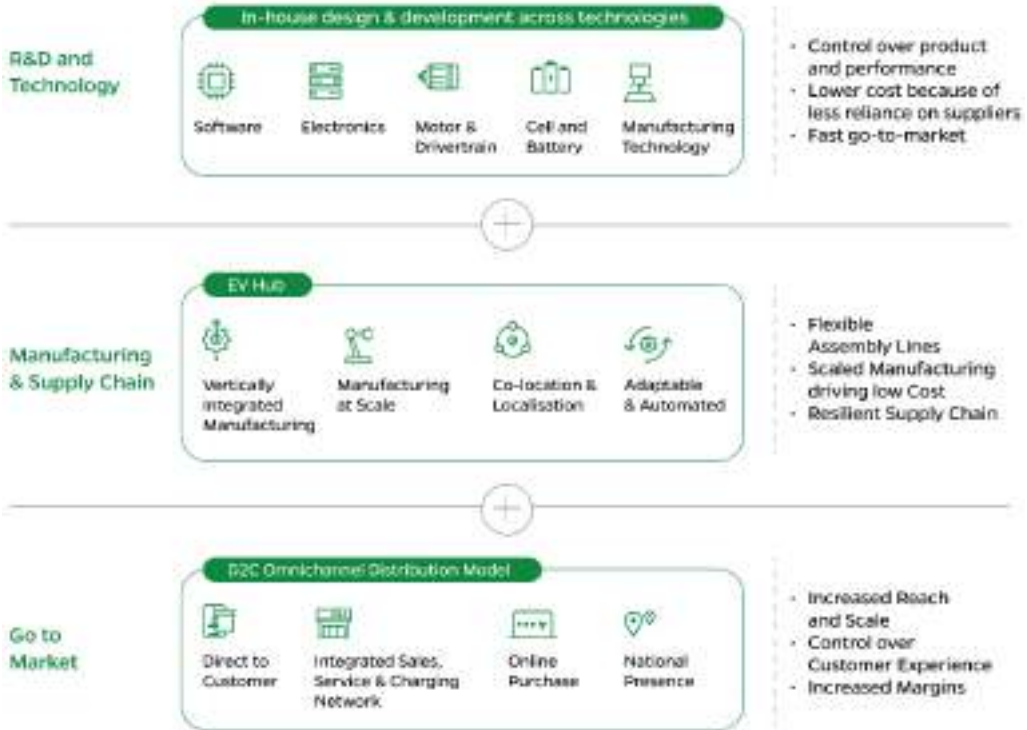 In-house design & development across technologies
R&D and
Technology
Software
Electronics
Motor &
Drivertrain
Cell and
Battery
Manufacturing
Technology
· Control over product
and performance
· Lower cost because of
less reliance on suppliers
· Fast go-to-market
EV Hub
Manufacturing
& Supply Chain
Vertically
Integrated
Manufacturing
Manufacturing
at Scale
Co-location &
Localisation
Adaptable
& Automated
· Flexible
Assembly Lines
· Scaled Manufacturing
driving low Cost
· Resilient Supply Chain
D2C Omnichannel Distribution Model
Go to
Market
Direct to
Customer
Integrated Sales,
Service & Charging
Network
Online
Purchase
National
Presence
· Increased Reach
and Scale
· Control over
Customer Experience
· Increased Margins